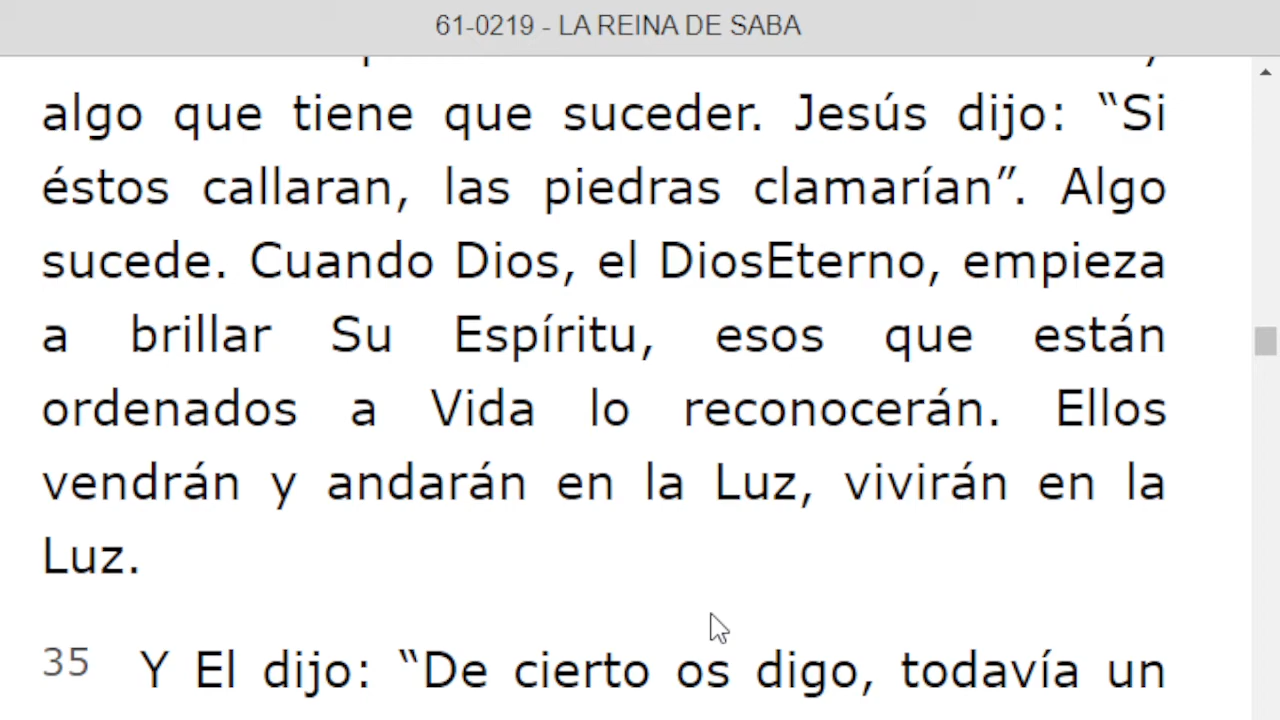 61-0219 - LA REINA DE SABA
algo que tiene que suceder. Jesús dijo: “Si
éstos callaran, las piedras clamarían”. Algo
sucede. Cuando Dios, el DiosEterno, empieza
a brillar Su Espíritu, esos que están
ordenados a Vida lo reconocerán. Ellos
vendrán y andarán en la Luz, vivirán en la
Luz.
35 Y El dijo: “De cierto os digo, todavía un